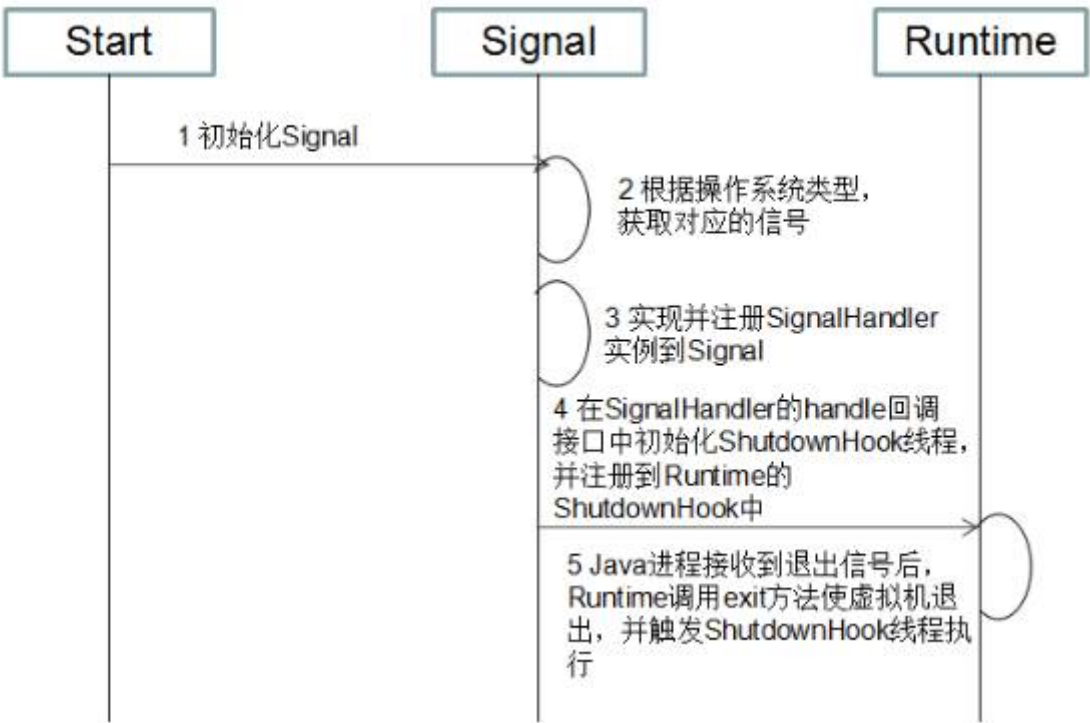 Start
Signal
Runtime
1 初始化Signal
2 根据操作系统类型，
获取对应的信号
3 实现并注册SignalHandler
实例到Signal
4 在SignalHandler的handle回调
接口中初始化ShutdownHook线程，
并注册到Runtime的
ShutdownHook中
5 Java进程接收到退出信号后，
Runtime调用exit方法使虚拟机退
出，并触发ShutdownHook线程执
行